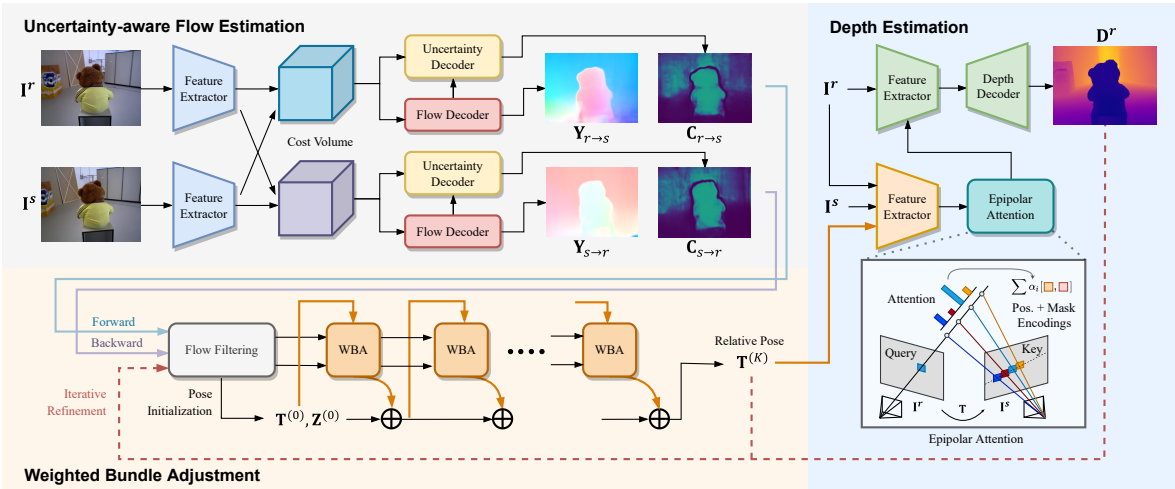 Uncertainty-aware Flow Estimation
I^r
Feature
Extractor
Cost Volume
Uncertainty
Decoder
Flow Decoder
Y_{r→s}
C_{r→s}
I^s
Feature
Extractor
Uncertainty
Decoder
Flow Decoder
Y_{s→r}
C_{s→r}
Depth Estimation
D^r
I^r
Feature
Extractor
Depth
Decoder
I^s
Feature
Extractor
Epipolar
Attention
Attention
∑ α_i [ , ]
Pos. + Mask
Encodings
Query
Key
I^r
T
I^s
Epipolar Attention
Forward
Backward
Iterative
Refinement
Flow Filtering
Pose
Initialization
T^{(0)}, Z^{(0)}
WBA
WBA
WBA
Relative Pose
T^{(K)}
Weighted Bundle Adjustment